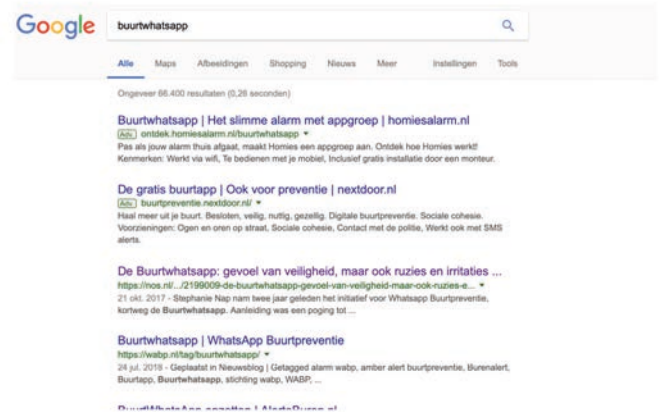 Google buurtwhatsapp
Alle Maps Afbeeldingen Shopping Nieuws Meer Instellingen Tools
Ongeveer 66.400 resultaten (0,28 seconden)
Buurtwhatsapp | Het slimme alarm met appgroep | homiesalarm.nl
Adv. ontdek.homiesalarm.nl/buurtwhatsapp
Pas als jouw alarm thuis afgaat, maakt Homies een appgroep aan. Ontdek hoe Homies werkt!
Kenmerken: Werkt via wifi, Te bedienen met je mobiel, Inclusief gratis installatie door een monteur.
De gratis buurtapp | Ook voor preventie | nextdoor.nl
Adv. buurtpreventie.nextdoor.nl/
Haal meer uit je buurt. Besloten, veilig, nuttig, gezellig. Digitale buurtpreventie. Sociale cohesie.
Voorzieningen: Ogen en oren op straat, Sociale cohesie, Contact met de politie, Werkt ook met SMS
alerts.
De Buurtwhatsapp: gevoel van veiligheid, maar ook ruzies en irritaties ...
https://nos.nl/.../2199009-de-buurtwhatsapp-gevoel-van-veiligheid-maar-ook-ruzies-e...
21 okt. 2017 - Stephanie Nap nam twee jaar geleden het initiatief voor Whatsapp Buurtpreventie,
kortweg de Buurtwhatsapp. Aanleiding was een poging tot ...
Buurtwhatsapp | WhatsApp Buurtpreventie
https://wabp.nl/tag/buurtwhatsapp/
24 jul. 2018 - Geplaatst in Nieuwsblog | Getagged alarm wabp, amber alert buurtpreventie, Burenalert,
Buurtapp, Buurtwhatsapp, stichting wabp, WABP, ...